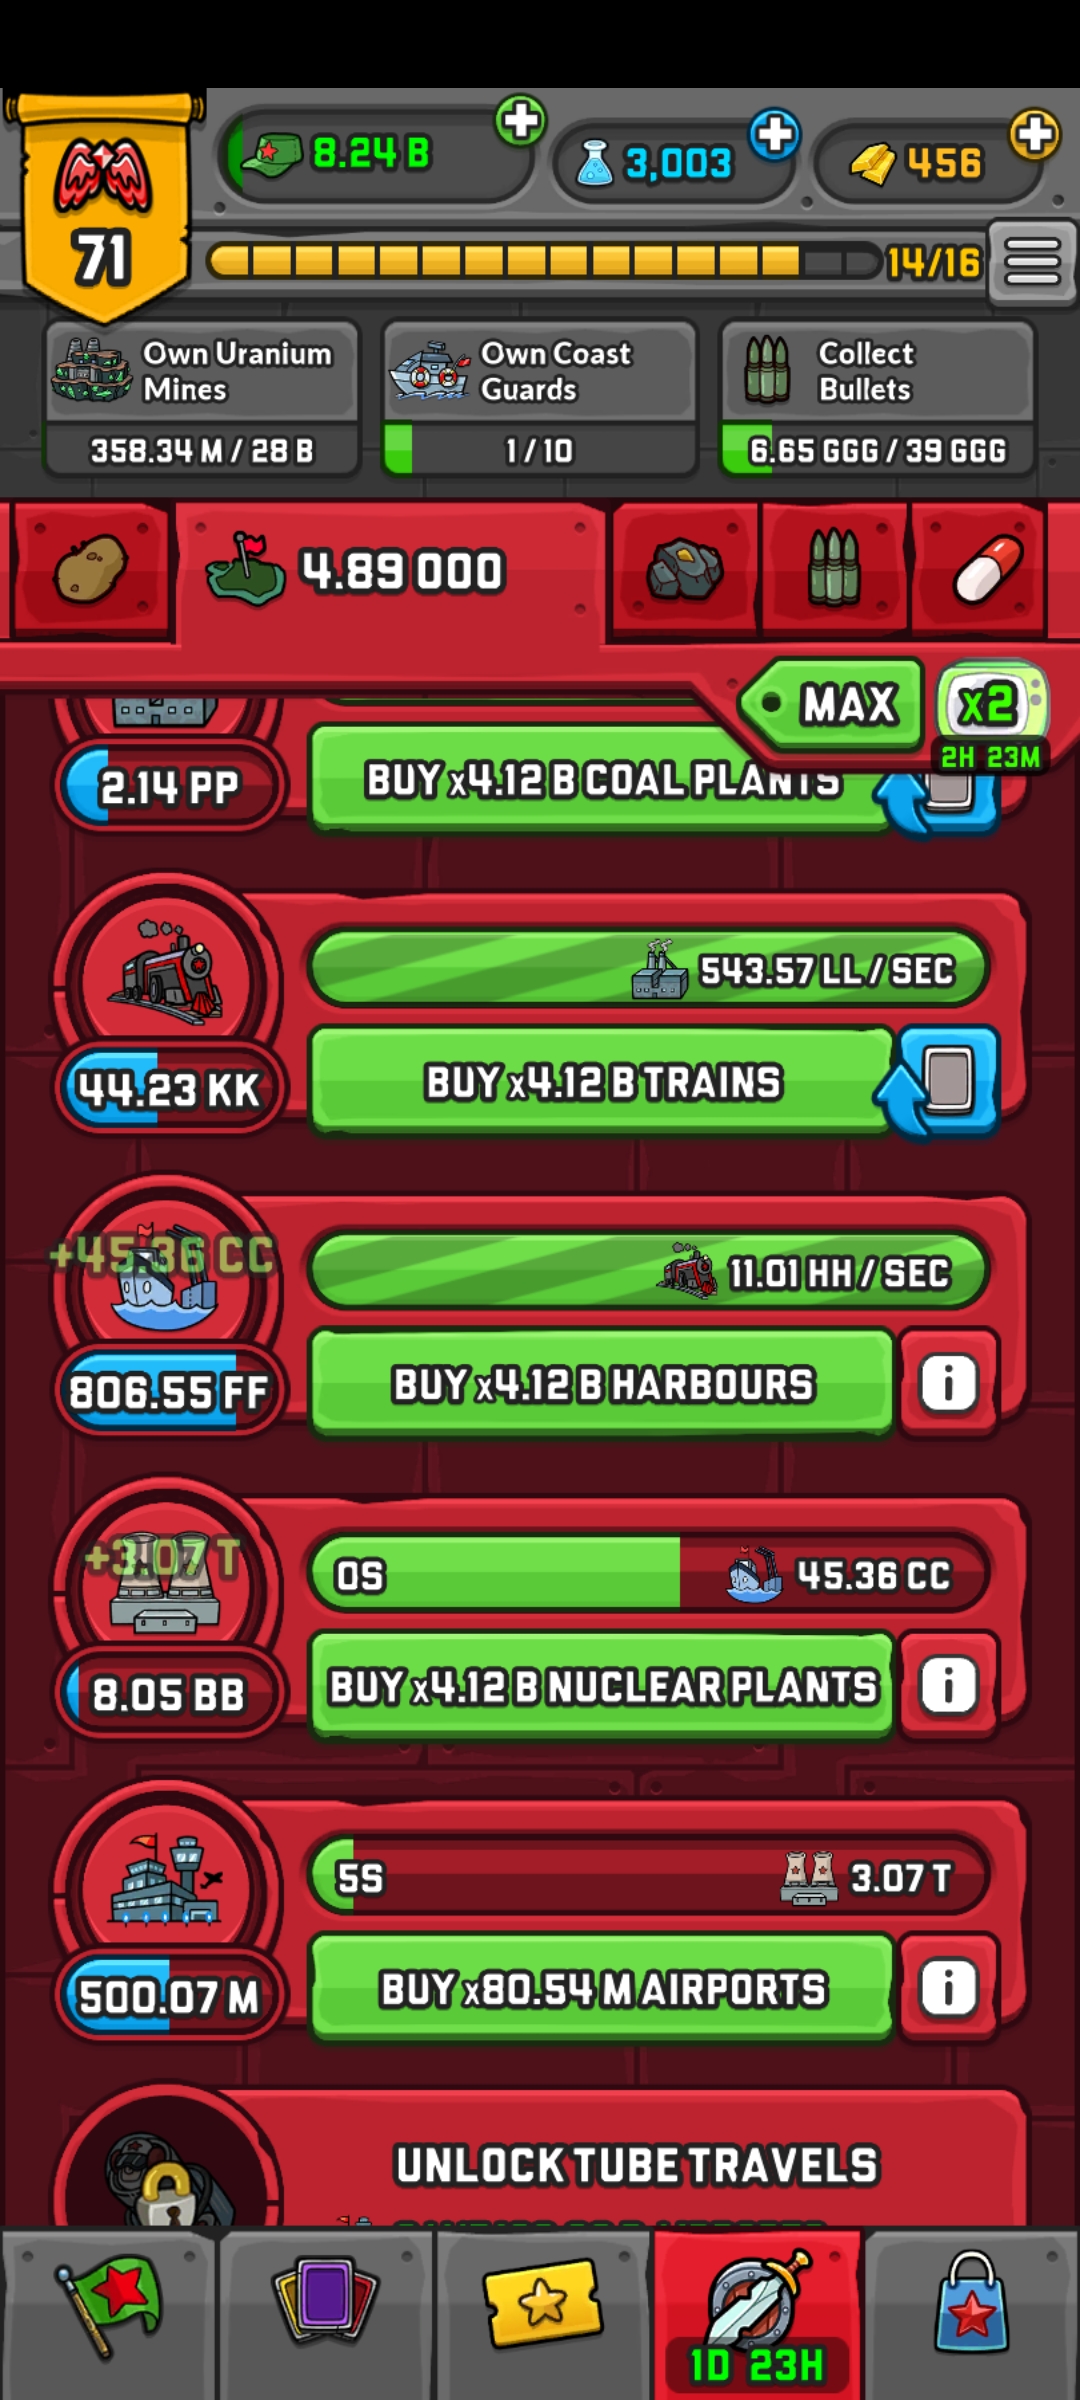 8.24 B
3,003
456
71
14/16
Own Uranium
Mines
358.34 M / 28 B
Own Coast
Guards
1 / 10
Collect
Bullets
6.65 GGG / 39 GGG
4.89 OOO
MAX
x2
2H 23M
2.14 PP
BUY x4.12 B COAL PLANTS
543.57 LL / SEC
44.23 KK
BUY x4.12 B TRAINS
+45.36 CC
11.01 HH / SEC
806.55 FF
BUY x4.12 B HARBOURS
+3.07 T
0S
45.36 CC
8.05 BB
BUY x4.12 B NUCLEAR PLANTS
5S
3.07 T
500.07 M
BUY x80.54 M AIRPORTS
UNLOCK TUBE TRAVELS
1D 23H